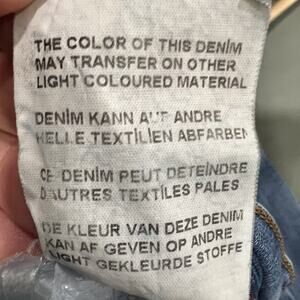 THE COLOR OF THIS DENIM
MAY TRANSFER ON OTHER
LIGHT COLOURED MATERIAL
DENIM KANN AUF ANDRE
HELLE TEXTILIEN ABFARBEN
CE DENIM PEUT DETEINDRE
D'AUTRES TEXTILES PALES
DE KLEUR VAN DEZE DENIM
KAN AF GEVEN OP ANDRE
LIGHT GEKLEURDE STOFFE